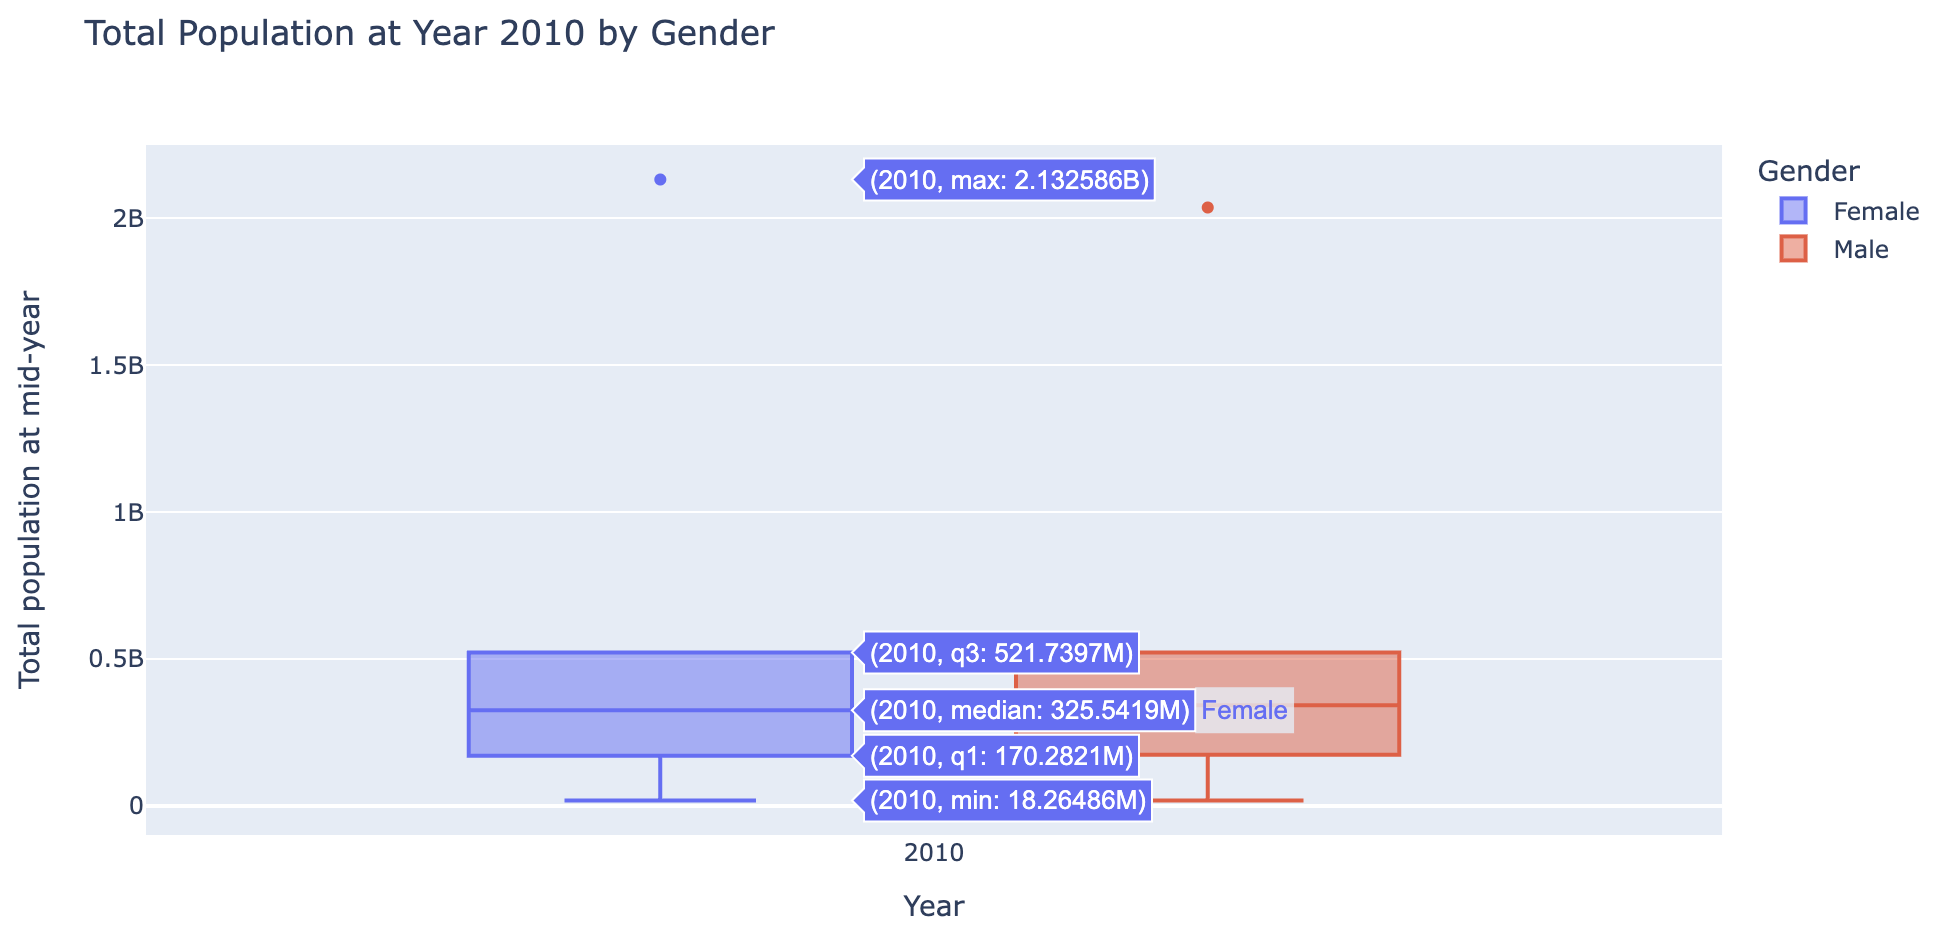 Total Population at Year 2010 by Gender
Total population at mid-year
2B
1.5B
1B
0.5B
0
(2010, max: 2.132586B)
(2010, q3: 521.7397M)
(2010, median: 325.5419M) Female
(2010, q1: 170.2821M)
(2010, min: 18.26486M)
2010
Year
Gender
Female
Male